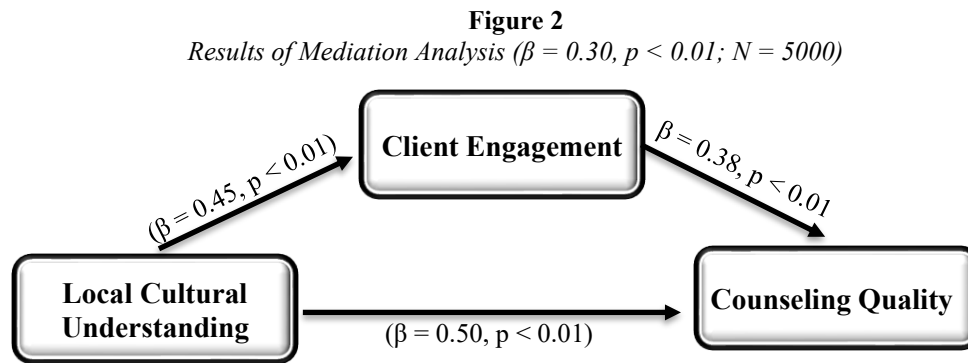 Figure 2
Results of Mediation Analysis (β = 0.30, p < 0.01; N = 5000)
Client Engagement
(β = 0.45, p < 0.01)
β = 0.38, p < 0.01
Local Cultural
Understanding
Counseling Quality
(β = 0.50, p < 0.01)